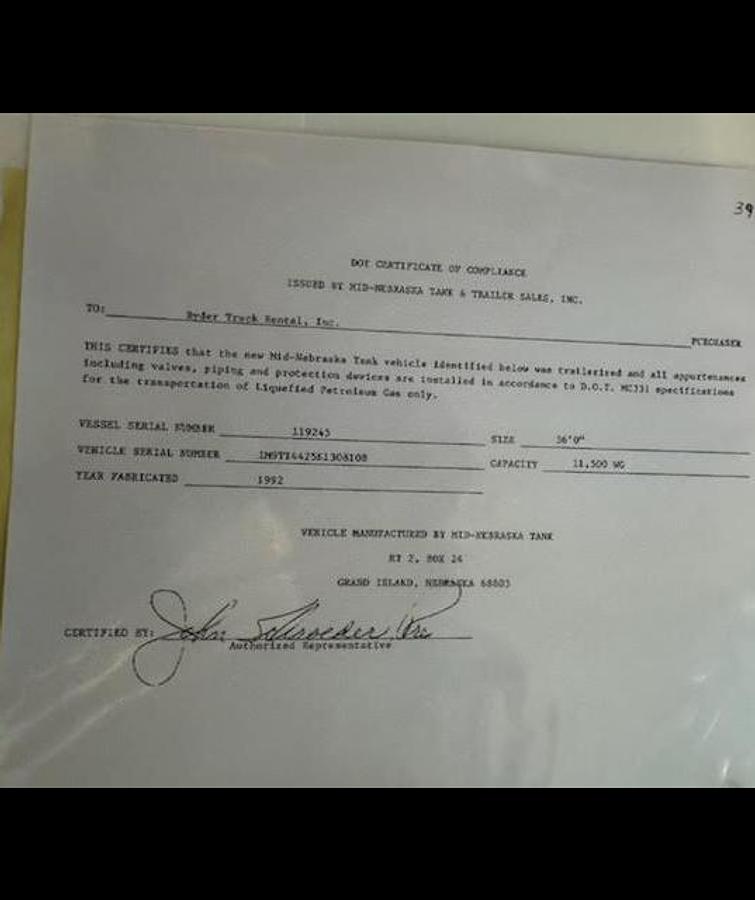 39
DOT CERTIFICATE OF COMPLIANCE
ISSUED BY MID-NEBRASKA TANK & TRAILER SALES, INC.
TO: Ryder Truck Rental, Inc. PURCHASER
THIS CERTIFIES that the new Mid-Nebraska Tank vehicle identified below was trailerized and all appurtenances
including valves, piping and protection devices are installed in accordance to D.O.T. MC331 specifications
for the transportation of Liquefied Petroleum Gas only.
VESSEL SERIAL NUMBER 119245 SIZE 36'0"
VEHICLE SERIAL NUMBER CAPACITY 11,500 WG
YEAR FABRICATED 1992
VEHICLE MANUFACTURED BY MID-NEBRASKA TANK
RT 2, BOX 24
GRAND ISLAND, NEBRASKA 68803
CERTIFIED BY: John Schroeder
Authorized Representative